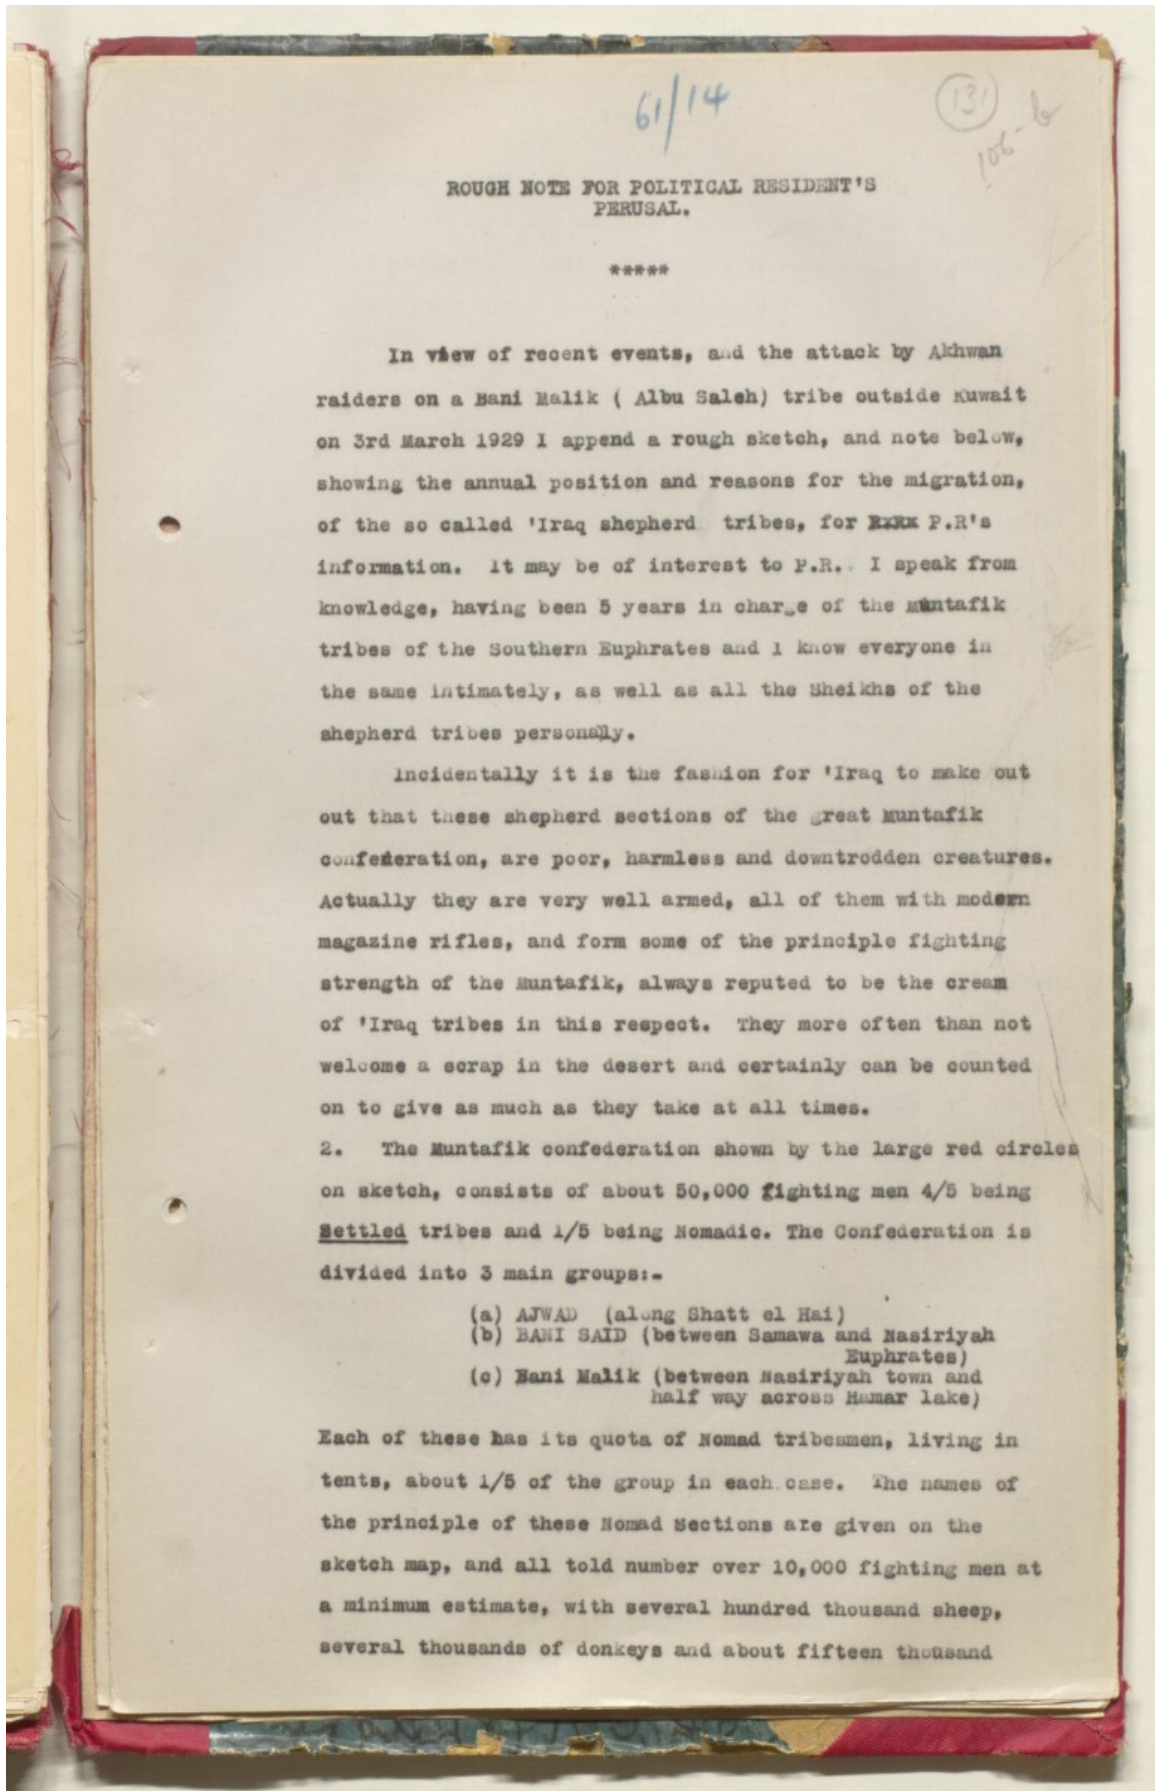 61/14
131
106-b
ROUGH NOTE FOR POLITICAL RESIDENT'S
PERUSAL.
*****
In view of recent events, and the attack by Akhwan
raiders on a Bani Malik ( Albu Saleh) tribe outside Kuwait
on 3rd March 1929 I append a rough sketch, and note below,
showing the annual position and reasons for the migration,
of the so called 'Iraq shepherd tribes, for P.R's
information. It may be of interest to P.R. I speak from
knowledge, having been 5 years in charge of the Muntafik
tribes of the Southern Euphrates and I know everyone in
the same intimately, as well as all the Sheikhs of the
shepherd tribes personally.
Incidentally it is the fashion for 'Iraq to make out
out that these shepherd sections of the great Muntafik
confederation, are poor, harmless and downtrodden creatures.
Actually they are very well armed, all of them with modern
magazine rifles, and form some of the principle fighting
strength of the Muntafik, always reputed to be the cream
of 'Iraq tribes in this respect. They more often than not
welcome a scrap in the desert and certainly can be counted
on to give as much as they take at all times.
2. The Muntafik confederation shown by the large red circles
on sketch, consists of about 50,000 fighting men 4/5 being
Settled tribes and 1/5 being Nomadic. The Confederation is
divided into 3 main groups:-
(a) AJWAD (along Shatt el Hai)
(b) BANI SAID (between Samawa and Nasiriyah
Euphrates)
(c) Bani Malik (between Nasiriyah town and
half way across Hamar lake)
Each of these has its quota of Nomad tribesmen, living in
tents, about 1/5 of the group in each case. The names of
the principle of these Nomad Sections are given on the
sketch map, and all told number over 10,000 fighting men at
a minimum estimate, with several hundred thousand sheep,
several thousands of donkeys and about fifteen thousand